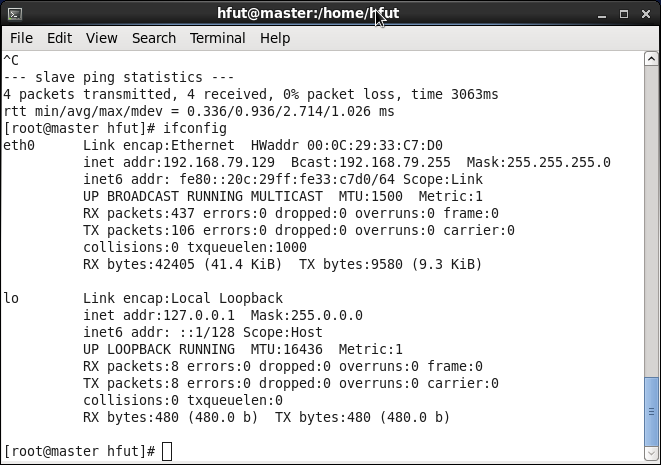 hfut@master:/home/hfut
File Edit View Search Terminal Help
^C
--- slave ping statistics ---
4 packets transmitted, 4 received, 0% packet loss, time 3063ms
rtt min/avg/max/mdev = 0.336/0.936/2.714/1.026 ms
[root@master hfut]# ifconfig
eth0      Link encap:Ethernet  HWaddr 00:0C:29:33:C7:D0
          inet addr:192.168.79.129  Bcast:192.168.79.255  Mask:255.255.255.0
          inet6 addr: fe80::20c:29ff:fe33:c7d0/64 Scope:Link
          UP BROADCAST RUNNING MULTICAST  MTU:1500  Metric:1
          RX packets:437 errors:0 dropped:0 overruns:0 frame:0
          TX packets:106 errors:0 dropped:0 overruns:0 carrier:0
          collisions:0 txqueuelen:1000
          RX bytes:42405 (41.4 KiB)  TX bytes:9580 (9.3 KiB)
lo        Link encap:Local Loopback
          inet addr:127.0.0.1  Mask:255.0.0.0
          inet6 addr: ::1/128 Scope:Host
          UP LOOPBACK RUNNING  MTU:16436  Metric:1
          RX packets:8 errors:0 dropped:0 overruns:0 frame:0
          TX packets:8 errors:0 dropped:0 overruns:0 carrier:0
          collisions:0 txqueuelen:0
          RX bytes:480 (480.0 b)  TX bytes:480 (480.0 b)
[root@master hfut]#